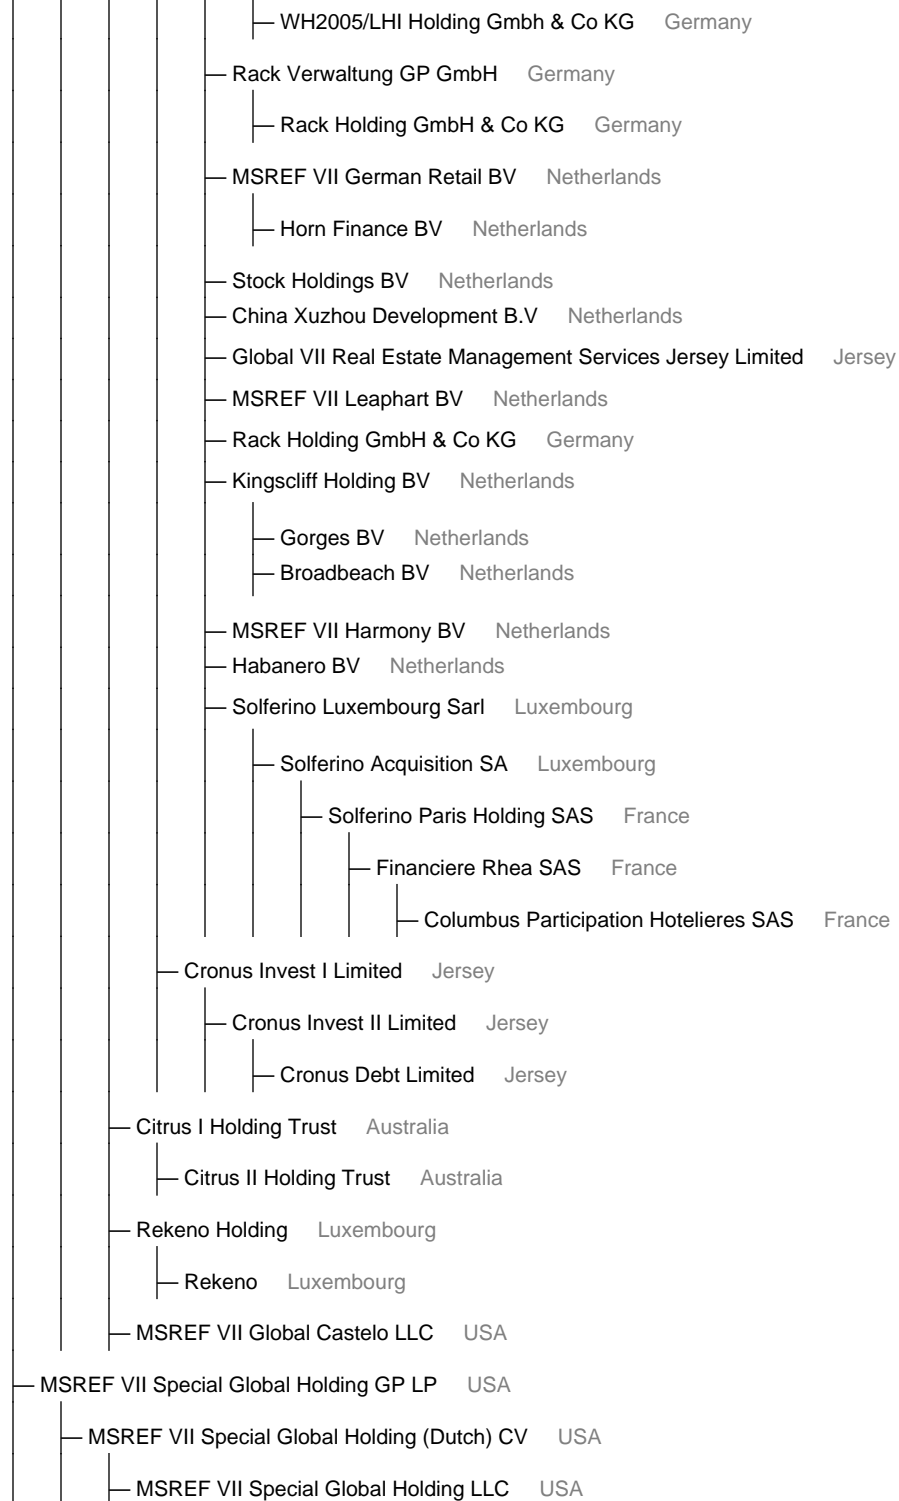 WH2005/LHI Holding Gmbh & Co KG Germany
Rack Verwaltung GP GmbH Germany
Rack Holding GmbH & Co KG Germany
MSREF VII German Retail BV Netherlands
Horn Finance BV Netherlands
Stock Holdings BV Netherlands
China Xuzhou Development B.V Netherlands
Global VII Real Estate Management Services Jersey Limited Jersey
MSREF VII Leaphart BV Netherlands
Rack Holding GmbH & Co KG Germany
Kingscliff Holding BV Netherlands
Gorges BV Netherlands
Broadbeach BV Netherlands
MSREF VII Harmony BV Netherlands
Habanero BV Netherlands
Solferino Luxembourg Sarl Luxembourg
Solferino Acquisition SA Luxembourg
Solferino Paris Holding SAS France
Financiere Rhea SAS France
Columbus Participation Hotelieres SAS France
Cronus Invest I Limited Jersey
Cronus Invest II Limited Jersey
Cronus Debt Limited Jersey
Citrus I Holding Trust Australia
Citrus II Holding Trust Australia
Rekeno Holding Luxembourg
Rekeno Luxembourg
MSREF VII Global Castelo LLC USA
MSREF VII Special Global Holding GP LP USA
MSREF VII Special Global Holding (Dutch) CV USA
MSREF VII Special Global Holding LLC USA